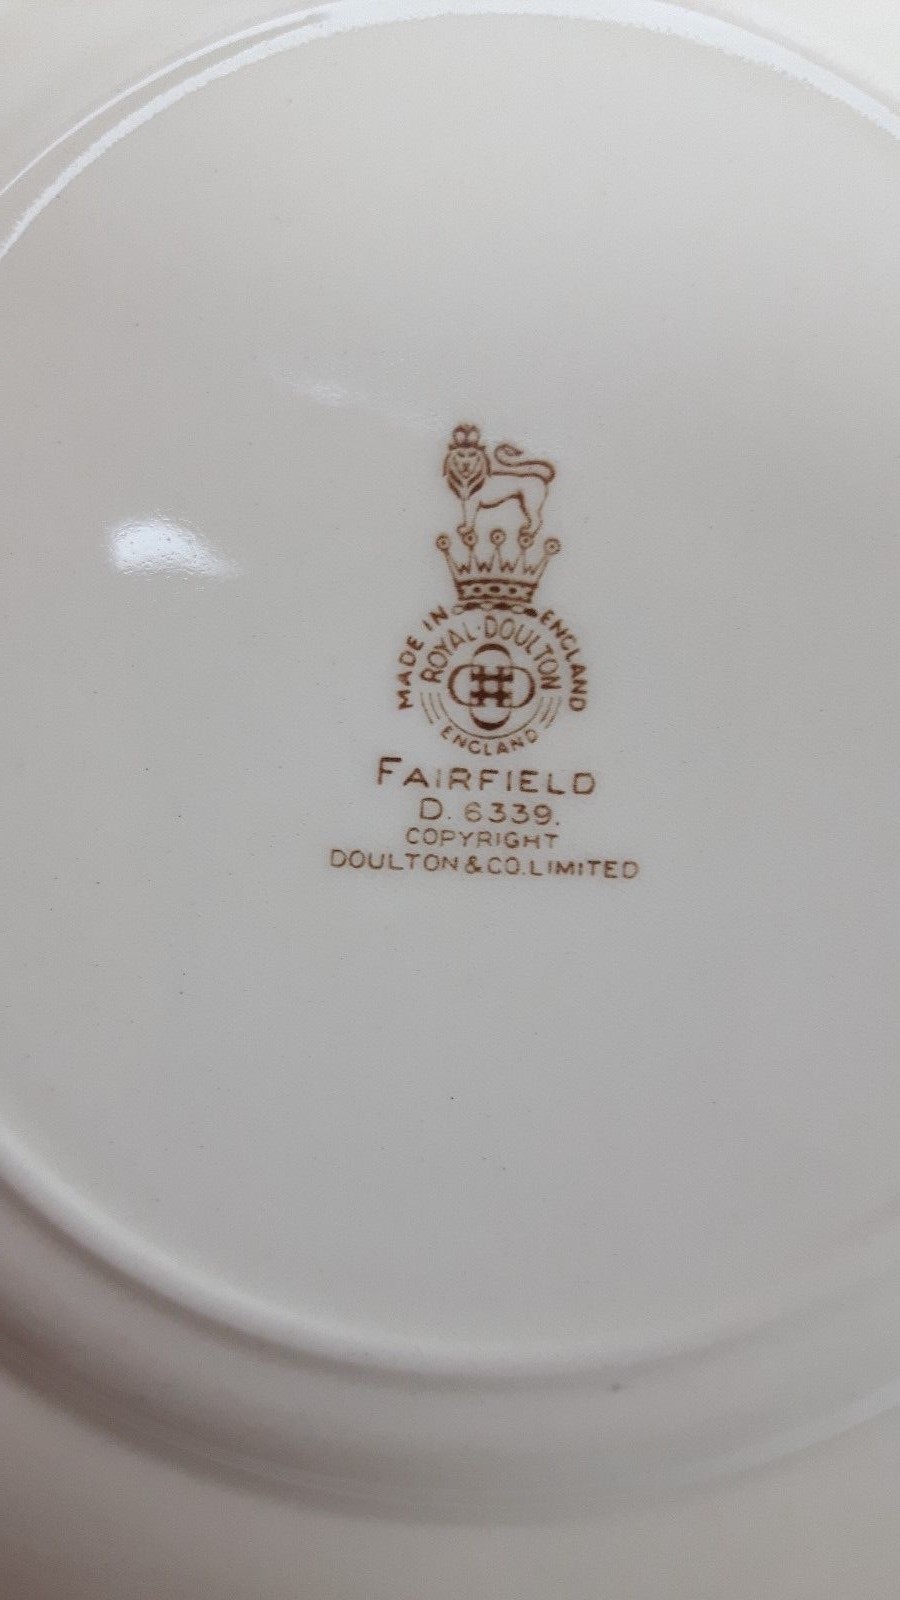 MADE IN ENGLAND
ROYAL·DOULTON
ENGLAND
FAIRFIELD
D. 6339.
COPYRIGHT
DOULTON & CO. LIMITED